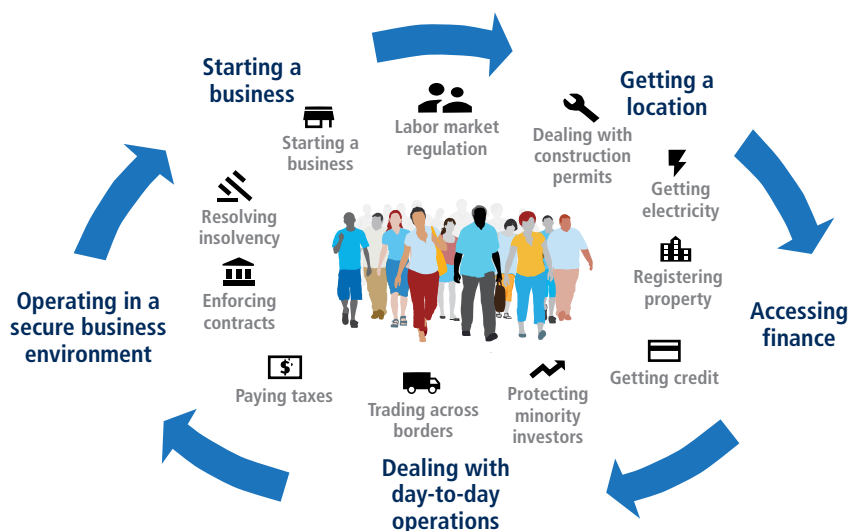 Starting a
business
Getting a
location
Accessing
finance
Dealing with
day-to-day
operations
Operating in a
secure business
environment
Starting a
business
Labor market
regulation
Dealing with
construction
permits
Getting
electricity
Registering
property
Getting credit
Protecting
minority
investors
Trading across
borders
$
Paying taxes
Enforcing
contracts
Resolving
insolvency